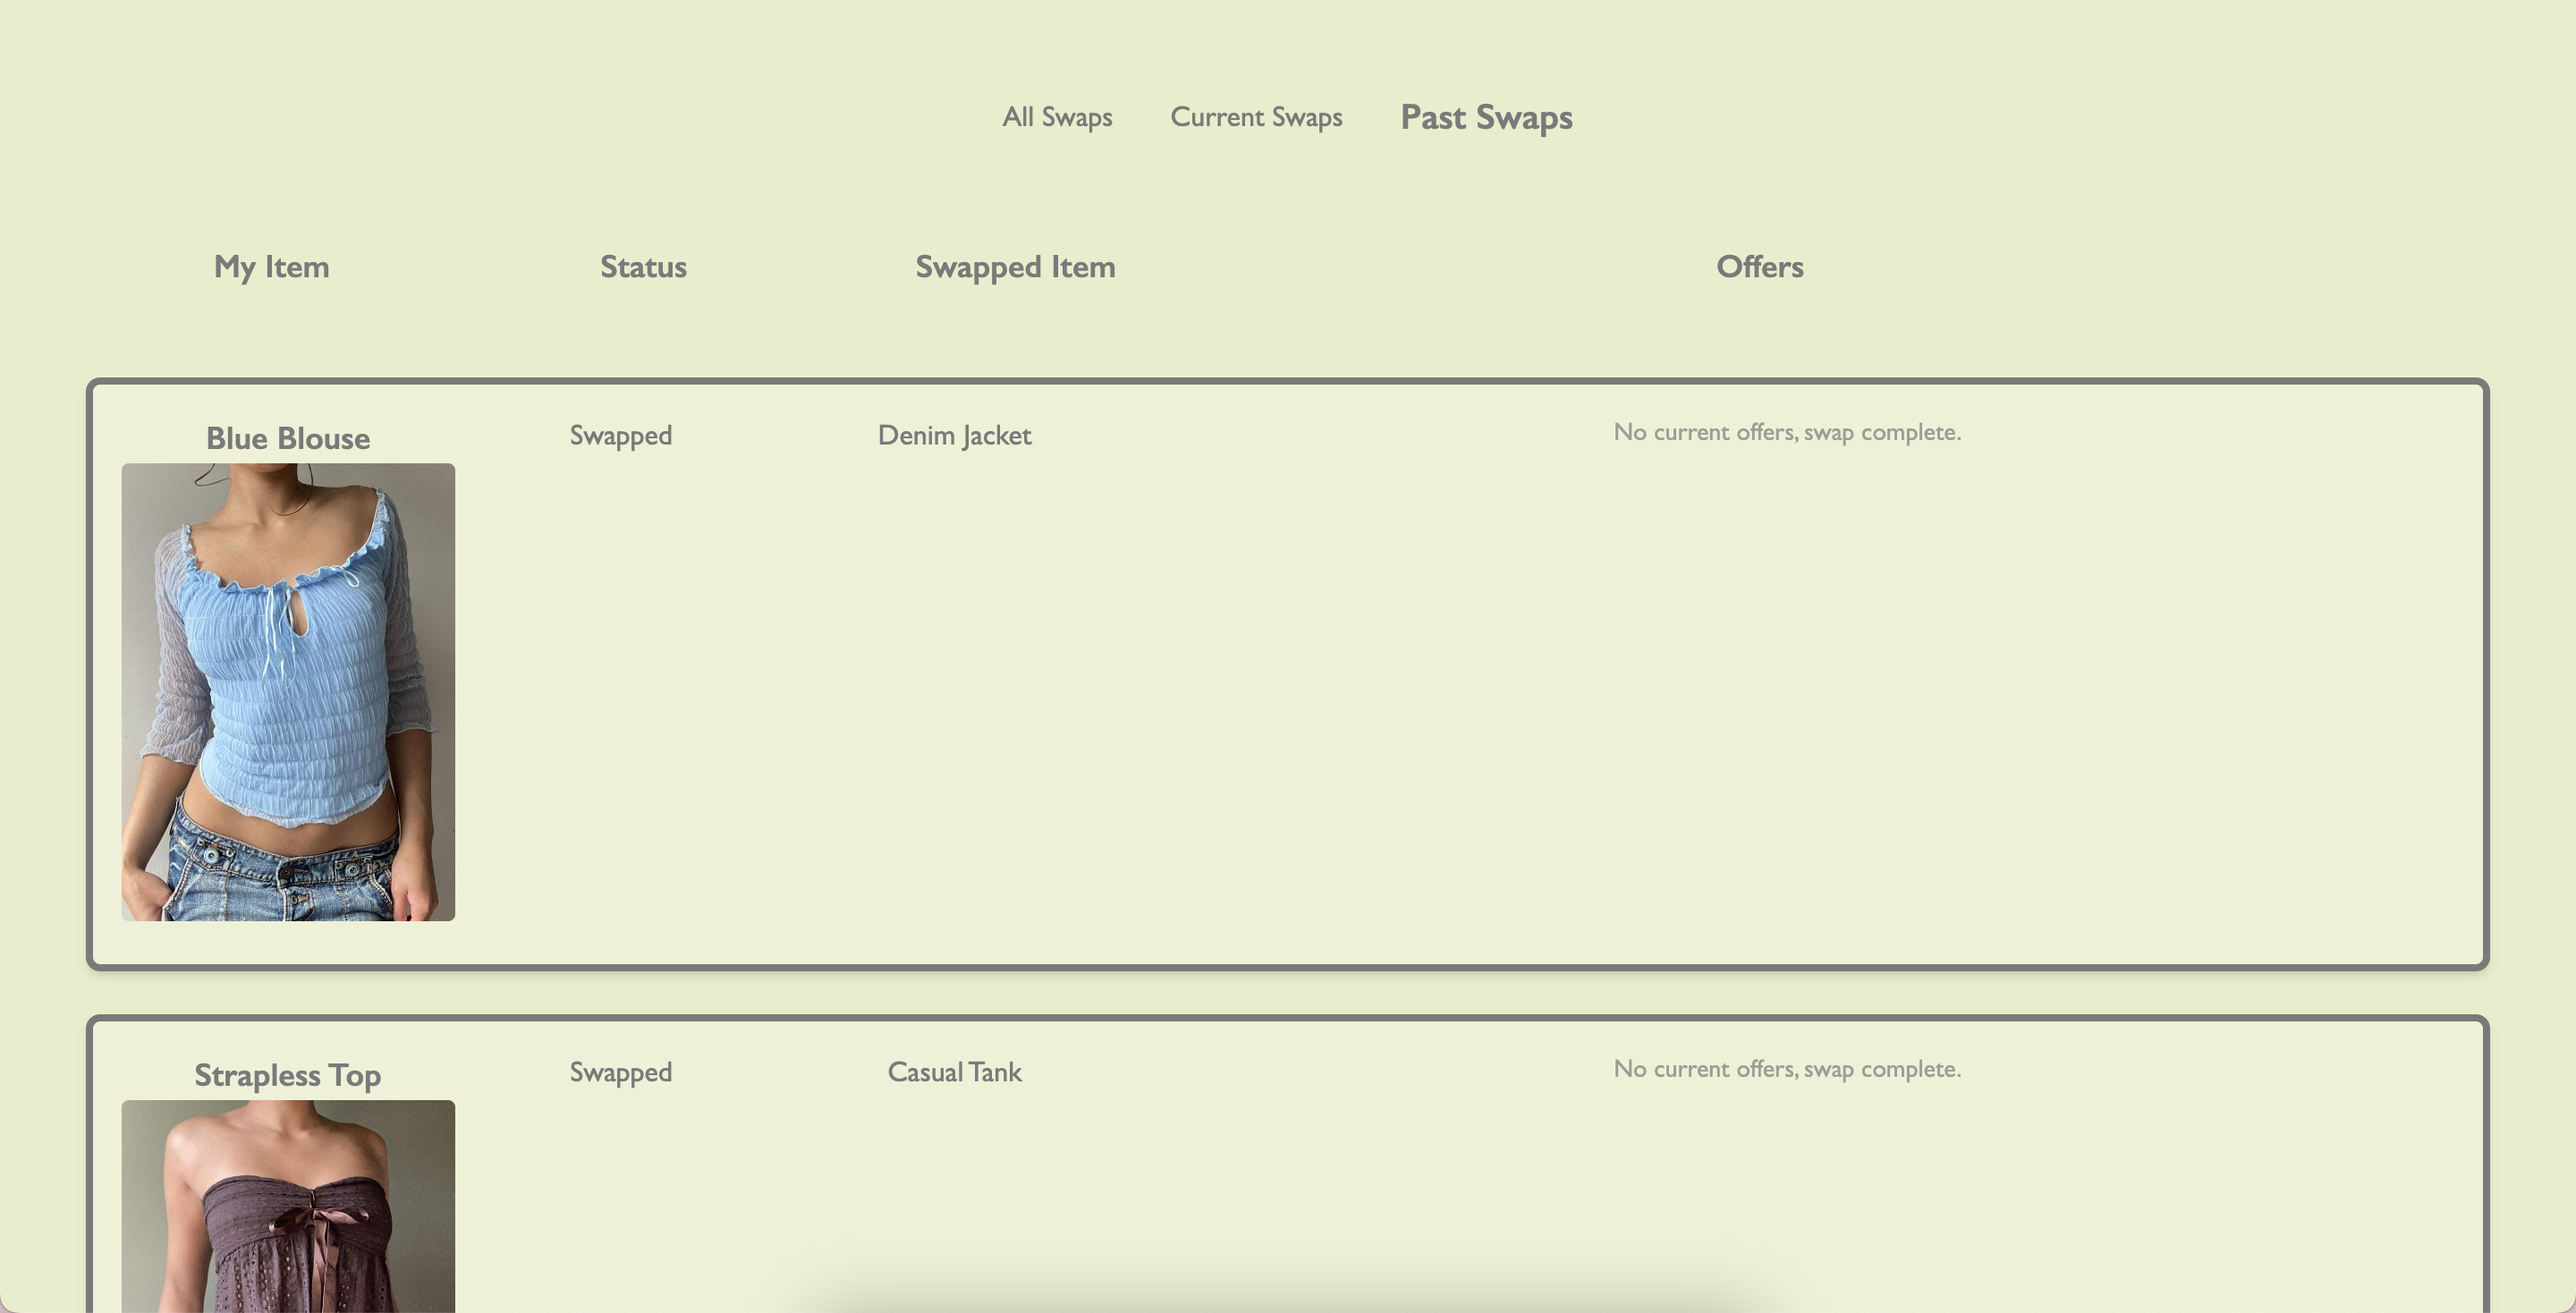 All Swaps Current Swaps Past Swaps
My Item Status Swapped Item Offers
Blue Blouse Swapped Denim Jacket No current offers, swap complete.
Strapless Top Swapped Casual Tank No current offers, swap complete.